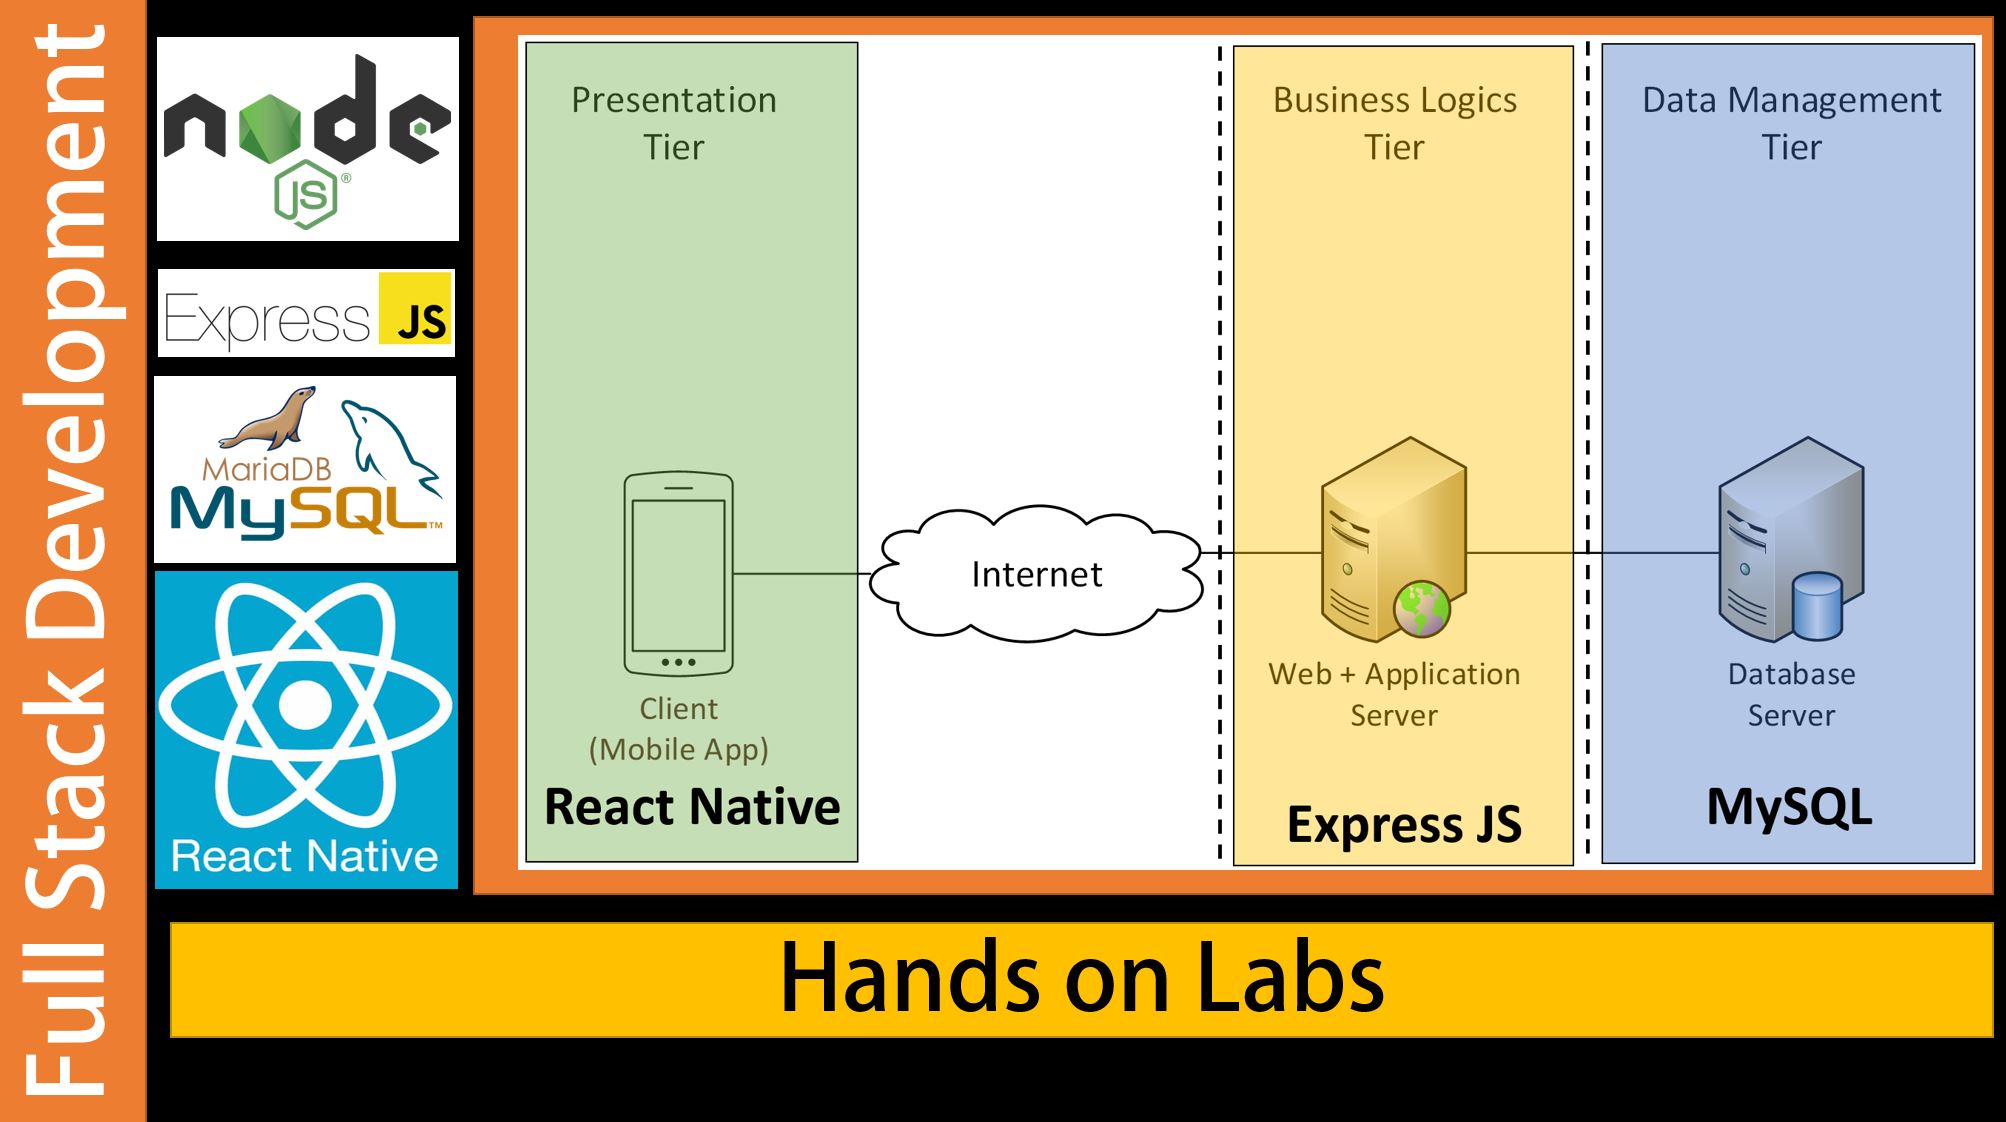 Full Stack Development
node
JS®
Express JS
MariaDB
MySQL™
React Native
Presentation
Tier
Client
(Mobile App)
React Native
Internet
Business Logics
Tier
Web + Application
Server
Express JS
Data Management
Tier
Database
Server
MySQL
Hands on Labs